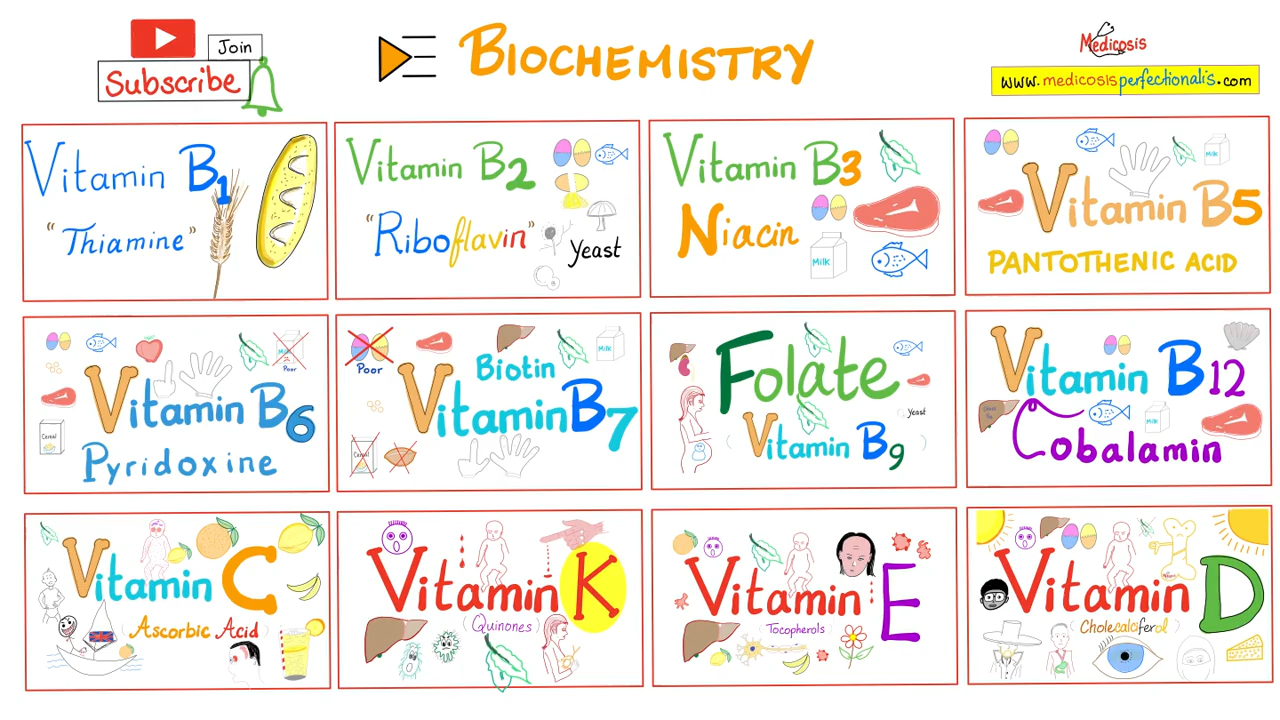 Join
Subscribe
BIOCHEMISTRY
Medicosis
www.medicosisperfectionalis.com
Vitamin B1
"Thiamine"
Vitamin B2
"Riboflavin"
Yeast
Vitamin B3
Niacin
Milk
Milk
Vitamin B5
PANTOTHENIC ACID
Milk
Poor
Cereal
Vitamin B6
Pyridoxine
Poor
Milk
Biotin
Vitamin B7
Cereal
Folate
Yeast
(Vitamin B9)
Vitamin B12
Milk
Cobalamin
Vitamin C
(Ascorbic Acid)
Vitamin K
(Quinones)
Vitamin E
(Tocopherols)
Vitamin D
(Cholecalciferol)